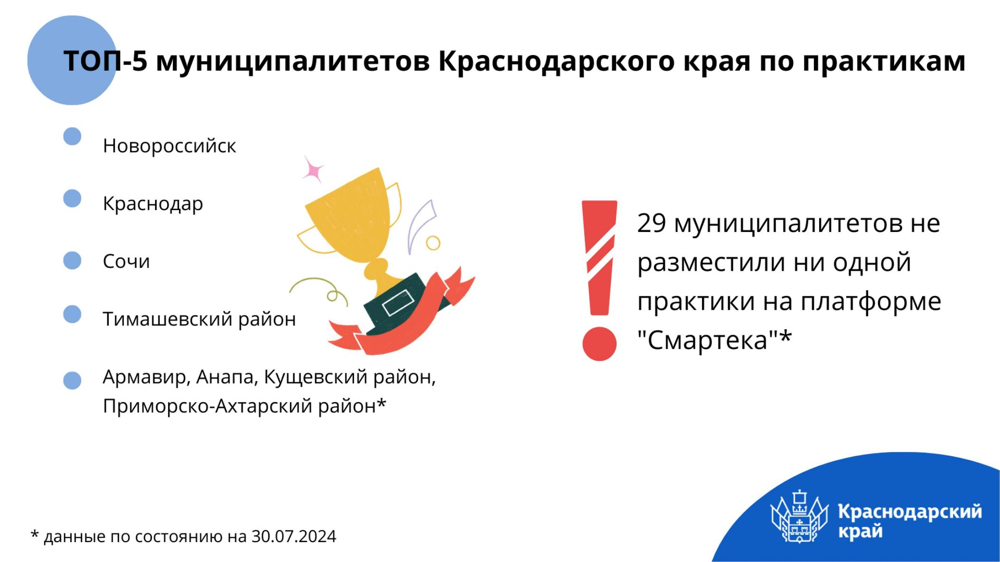 ТОП-5 муниципалитетов Краснодарского края по практикам
Новороссийск
Краснодар
Сочи
Тимашевский район
Армавир, Анапа, Кущевский район,
Приморско-Ахтарский район*
29 муниципалитетов не
разместили ни одной
практики на платформе
"Смартека"*
* данные по состоянию на 30.07.2024
Краснодарский
край